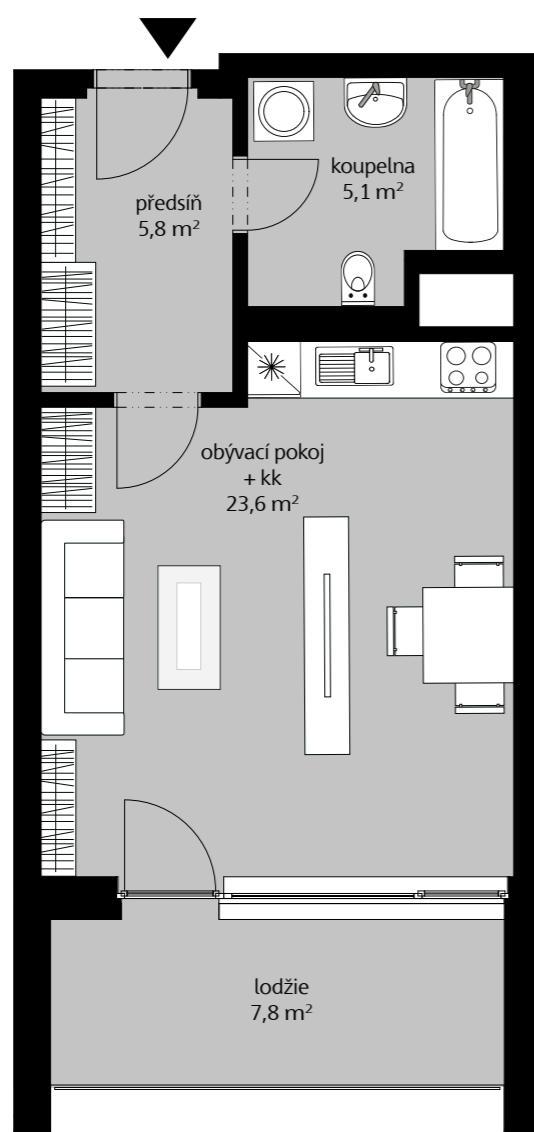 koupelna
5,1 m²
předsíň
5,8 m²
obývací pokoj
+ kk
23,6 m²
lodžie
7,8 m²